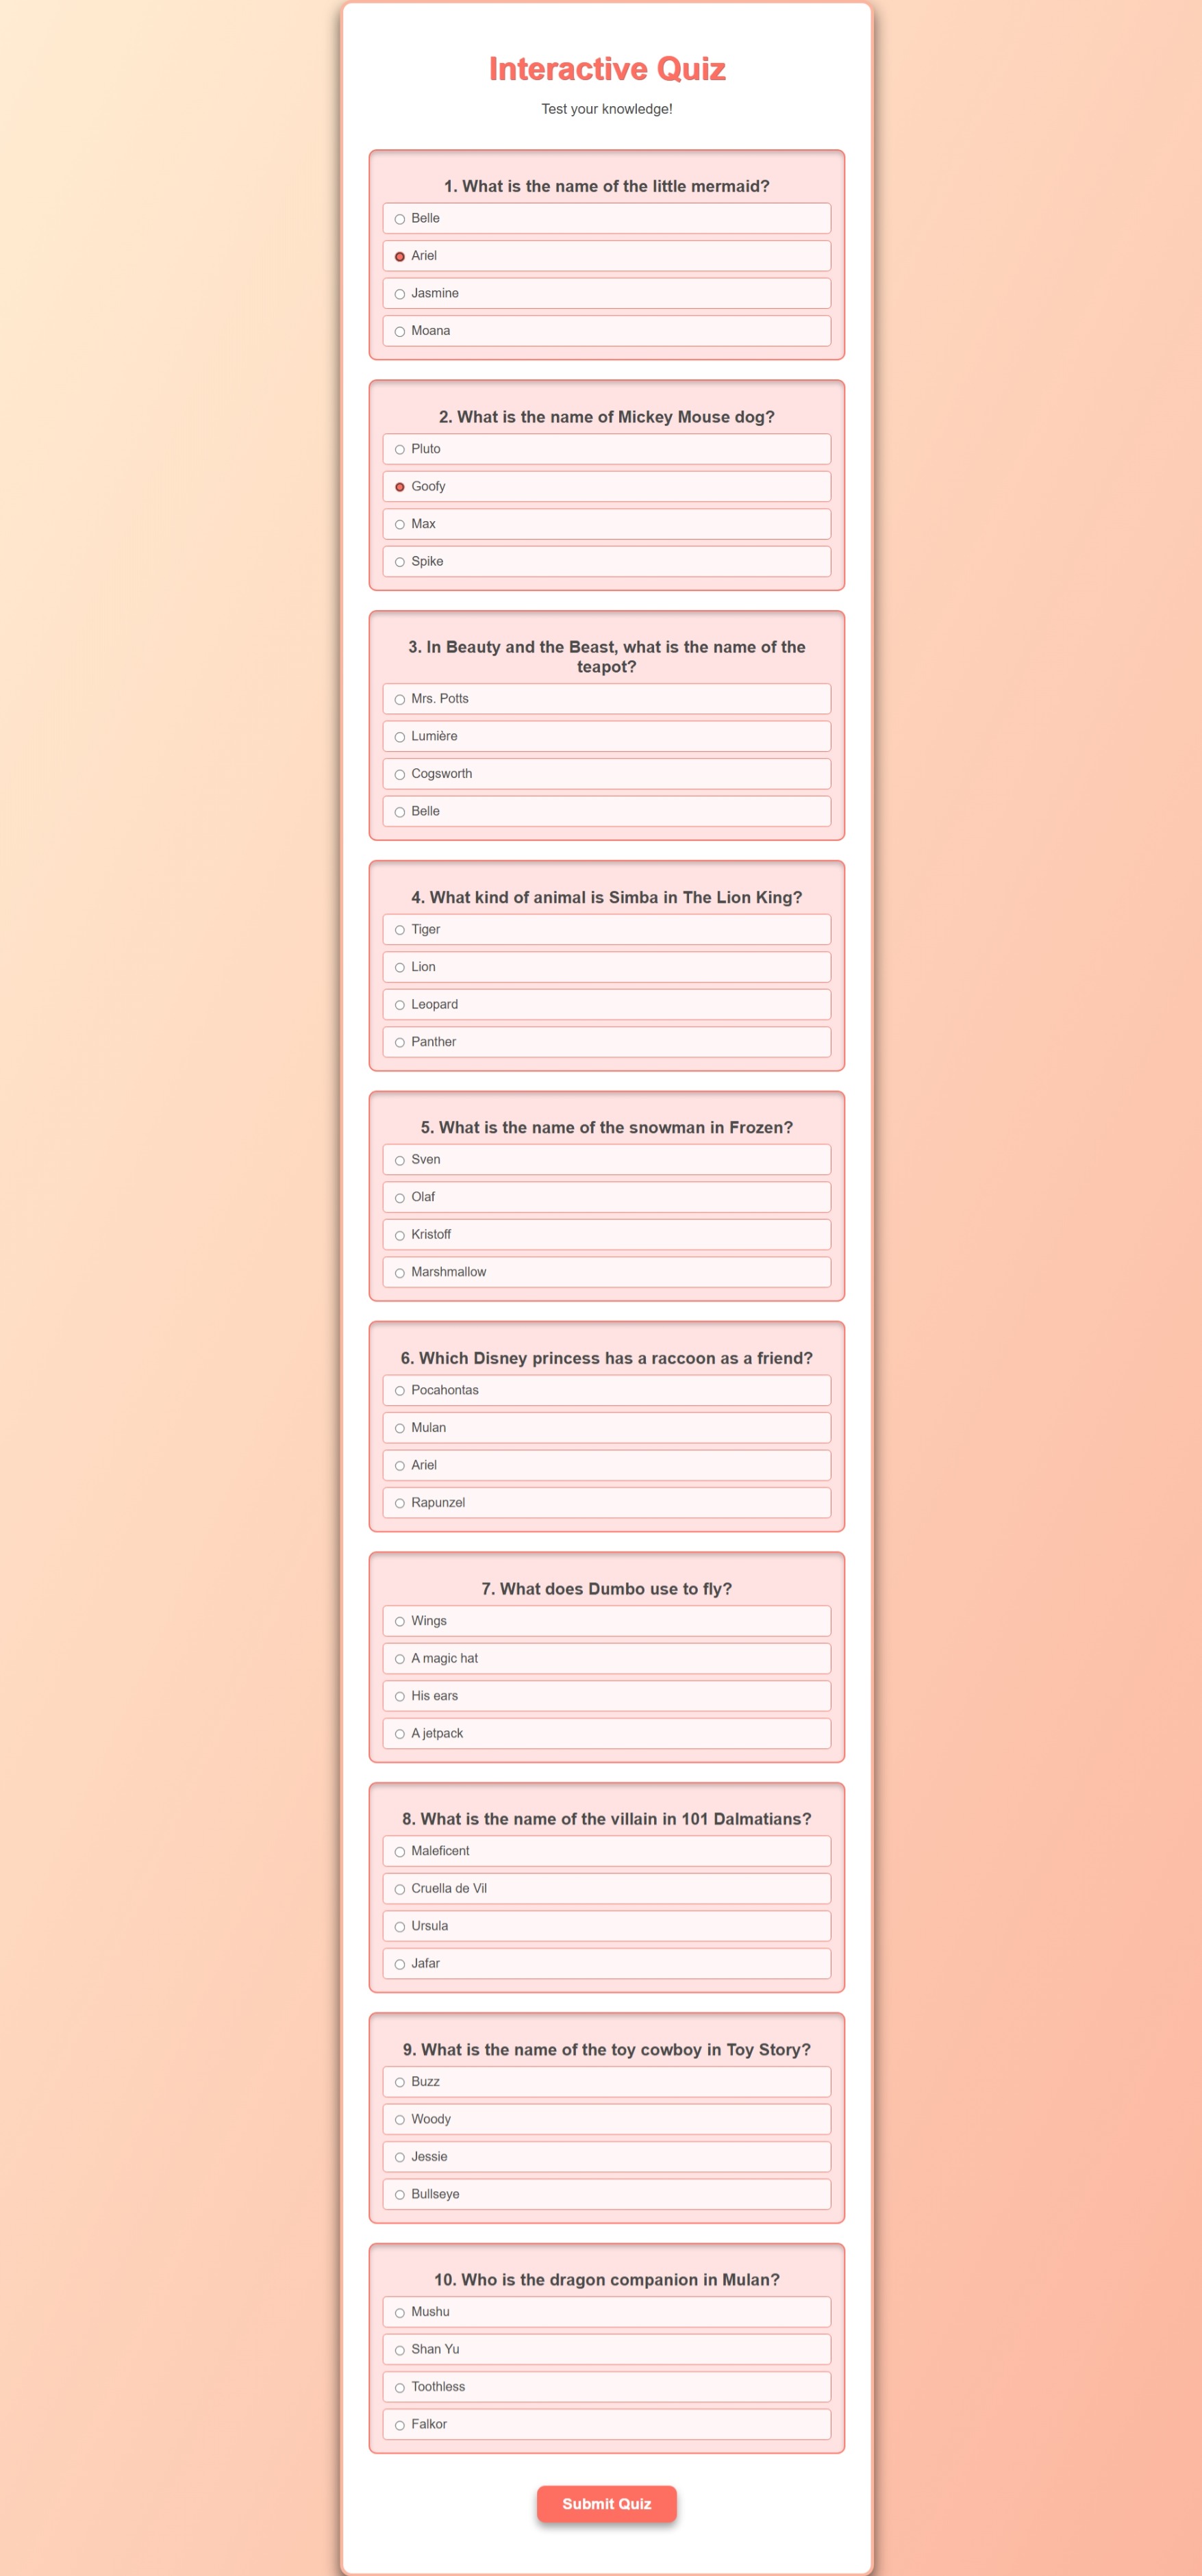 Interactive Quiz
Test your knowledge!
1. What is the name of the little mermaid?
Belle
Ariel
Jasmine
Moana
2. What is the name of Mickey Mouse dog?
Pluto
Goofy
Max
Spike
3. In Beauty and the Beast, what is the name of the
teapot?
Mrs. Potts
Lumière
Cogsworth
Belle
4. What kind of animal is Simba in The Lion King?
Tiger
Lion
Leopard
Panther
5. What is the name of the snowman in Frozen?
Sven
Olaf
Kristoff
Marshmallow
6. Which Disney princess has a raccoon as a friend?
Pocahontas
Mulan
Ariel
Rapunzel
7. What does Dumbo use to fly?
Wings
A magic hat
His ears
A jetpack
8. What is the name of the villain in 101 Dalmatians?
Maleficent
Cruella de Vil
Ursula
Jafar
9. What is the name of the toy cowboy in Toy Story?
Buzz
Woody
Jessie
Bullseye
10. Who is the dragon companion in Mulan?
Mushu
Shan Yu
Toothless
Falkor
Submit Quiz